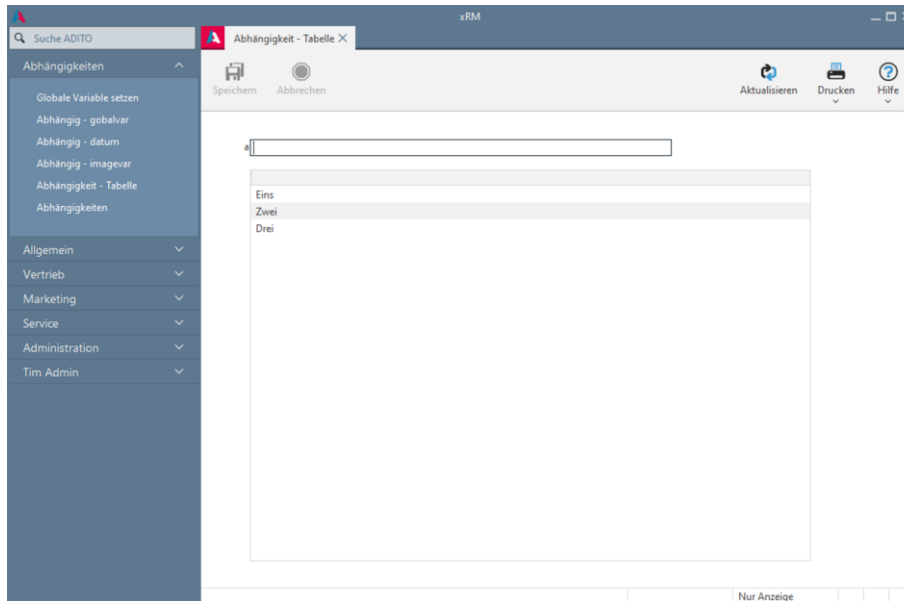 xRM
Suche ADITO
Abhängigkeit - Tabelle
Abhängigkeiten
Globale Variable setzen
Abhängig - gobalvar
Abhängig - datum
Abhängig - imagevar
Abhängigkeit - Tabelle
Abhängigkeiten
Allgemein
Vertrieb
Marketing
Service
Administration
Tim Admin
Speichern
Abbrechen
Aktualisieren
Drucken
Hilfe
a
Eins
Zwei
Drei
Nur Anzeige